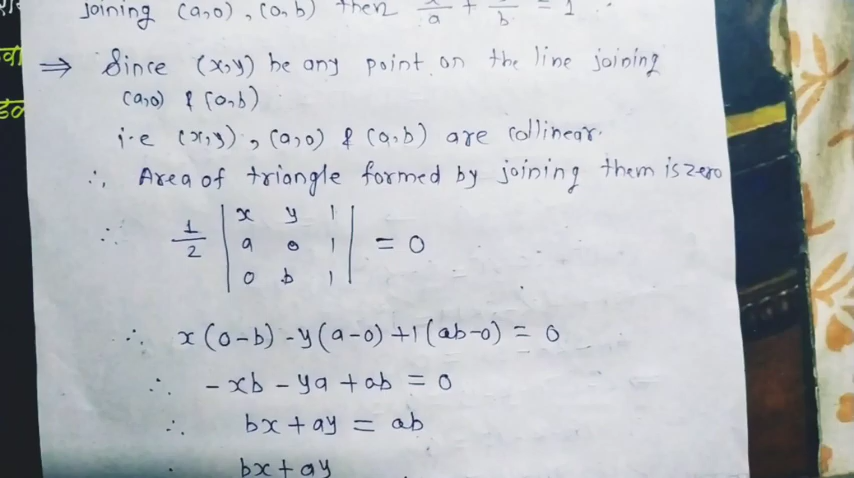 joining (a,0), (0,b) then x/a + /b = 1
⇒ Since (x,y) be any point on the line joining
(a,0) & (0,b)
i.e (x,y), (a,0) & (0,b) are collinear.
∴ Area of triangle formed by joining them is zero
∴ 1/2 | x y 1 |
| a 0 1 | = 0
| 0 b 1 |
∴ x(0-b) -y(a-0) +1(ab-0) = 0
∴ -xb - ya + ab = 0
∴ bx + ay = ab
bx + ay